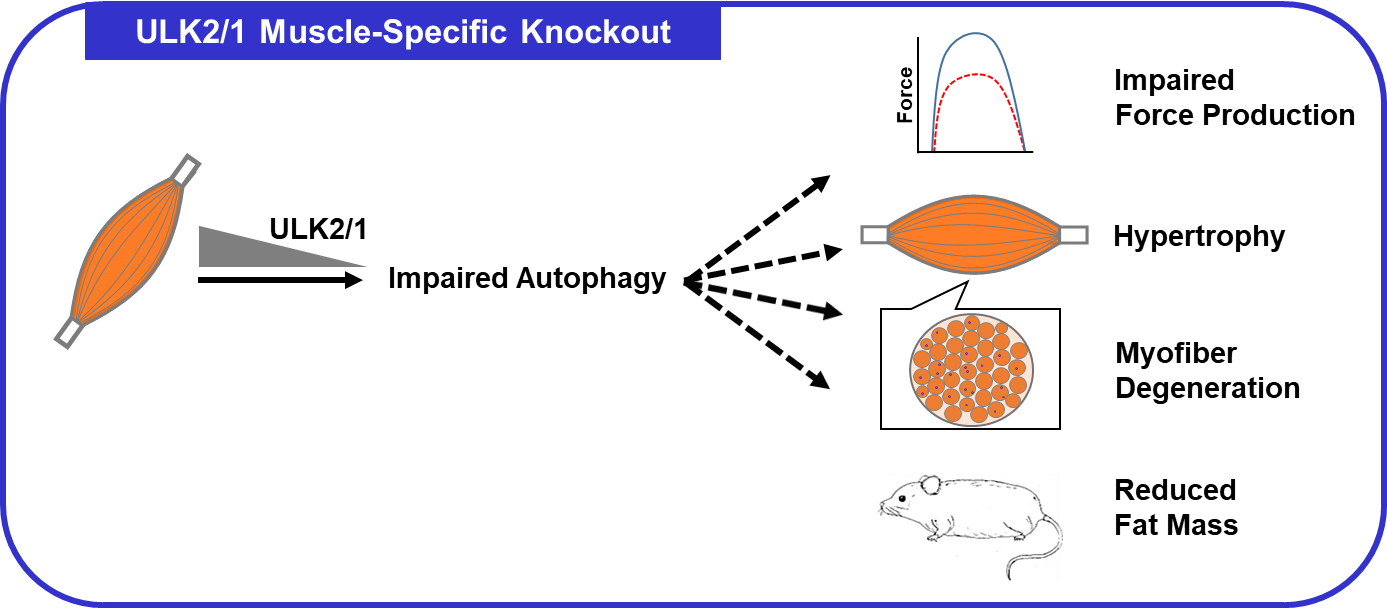 ULK2/1 Muscle-Specific Knockout
ULK2/1
Impaired Autophagy
Force
Impaired
Force Production
Hypertrophy
Myofiber
Degeneration
Reduced
Fat Mass